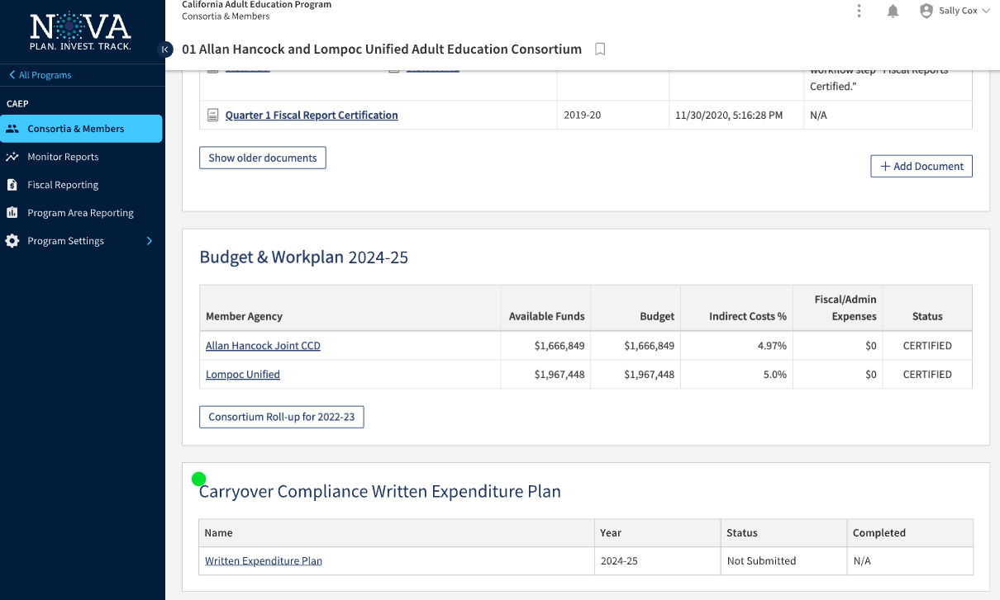 NOVA
PLAN. INVEST. TRACK.
All Programs
CAEP
Consortia & Members
Monitor Reports
Fiscal Reporting
Program Area Reporting
Program Settings
California Adult Education Program
Consortia & Members
Sally Cox
01 Allan Hancock and Lompoc Unified Adult Education Consortium
workflow step "Fiscal Reports
Certified."
Quarter 1 Fiscal Report Certification 2019-20 11/30/2020, 5:16:28 PM N/A
Show older documents
+ Add Document
Budget & Workplan 2024-25
Member Agency Available Funds Budget Indirect Costs % Fiscal/Admin Expenses Status
Allan Hancock Joint CCD $1,666,849 $1,666,849 4.97% $0 CERTIFIED
Lompoc Unified $1,967,448 $1,967,448 5.0% $0 CERTIFIED
Consortium Roll-up for 2022-23
Carryover Compliance Written Expenditure Plan
Name Year Status Completed
Written Expenditure Plan 2024-25 Not Submitted N/A